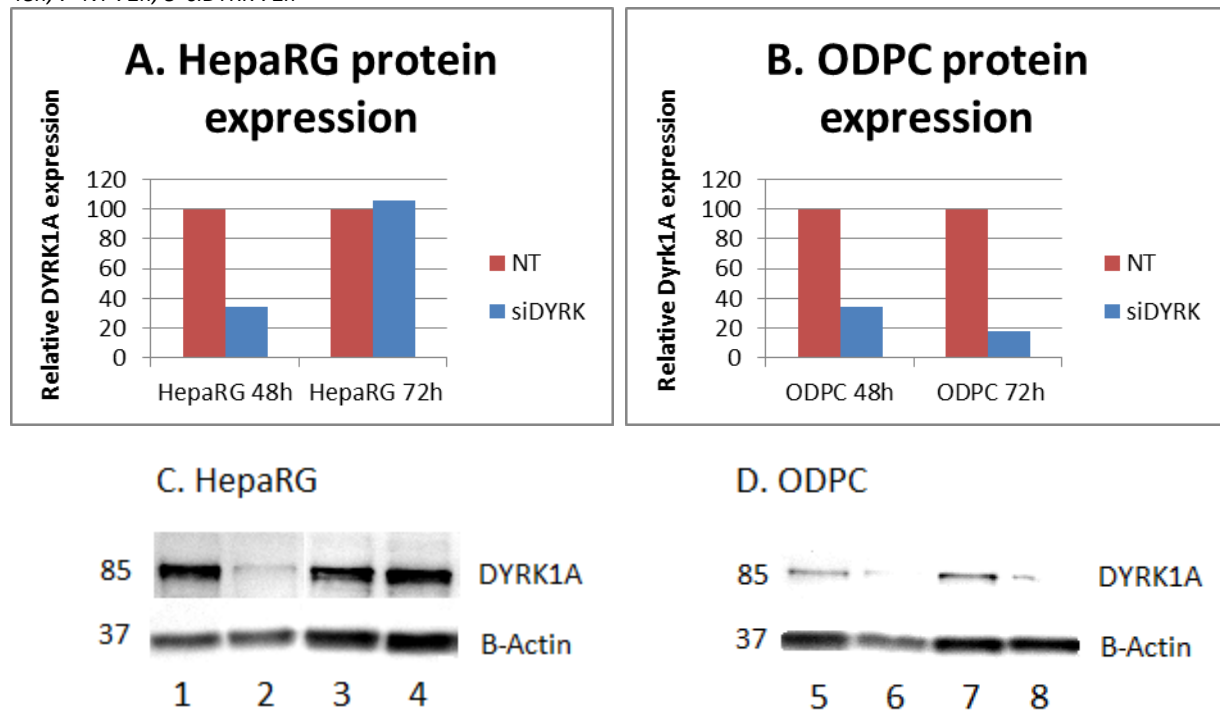 A. HepaRG protein
expression
Relative DYRK1A expression
120
100
80
60
40
20
0
HepaRG 48h HepaRG 72h
NT
siDYRK
B. ODPC protein
expression
Relative Dyrk1A expression
120
100
80
60
40
20
0
ODPC 48h ODPC 72h
NT
siDYRK
C. HepaRG
85 DYRK1A
37 B-Actin
1 2 3 4
D. ODPC
85 DYRK1A
37 B-Actin
5 6 7 8